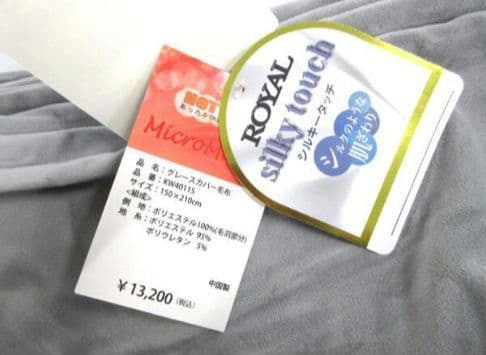 ROYAL
silky touch
シルキータッチ
シルクのような
肌ざわり
HOT
MicroM
品 名：グレースカバー毛布
品 番：KW40115
サイズ：150×210cm
<組成>
側 地：ポリエステル100%(毛羽部分)
地 糸：ポリエステル 95%
ポリウレタン 5%
中国製
￥13,200（税込）